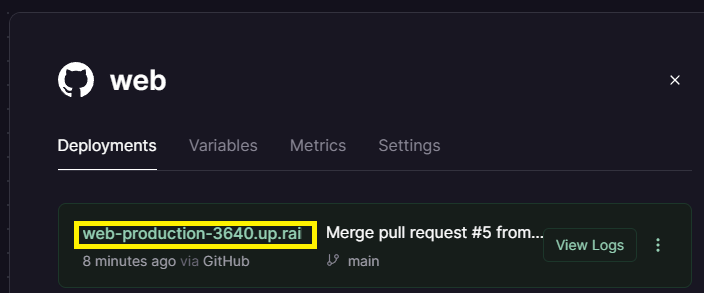 web
Deployments Variables Metrics Settings
web-production-3640.up.rai Merge pull request #5 from...
View Logs
8 minutes ago via GitHub main